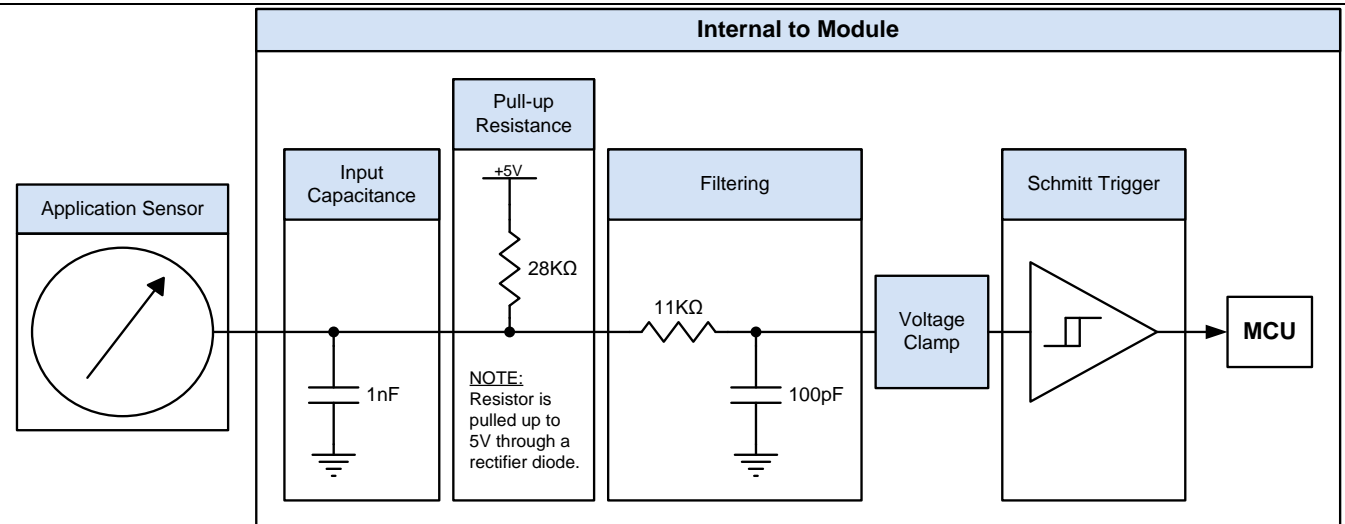 Internal to Module
Application Sensor
Input
Capacitance
1nF
Pull-up
Resistance
+5V
28KΩ
NOTE:
Resistor is
pulled up to
5V through a
rectifier diode.
Filtering
11KΩ
100pF
Voltage
Clamp
Schmitt Trigger
MCU